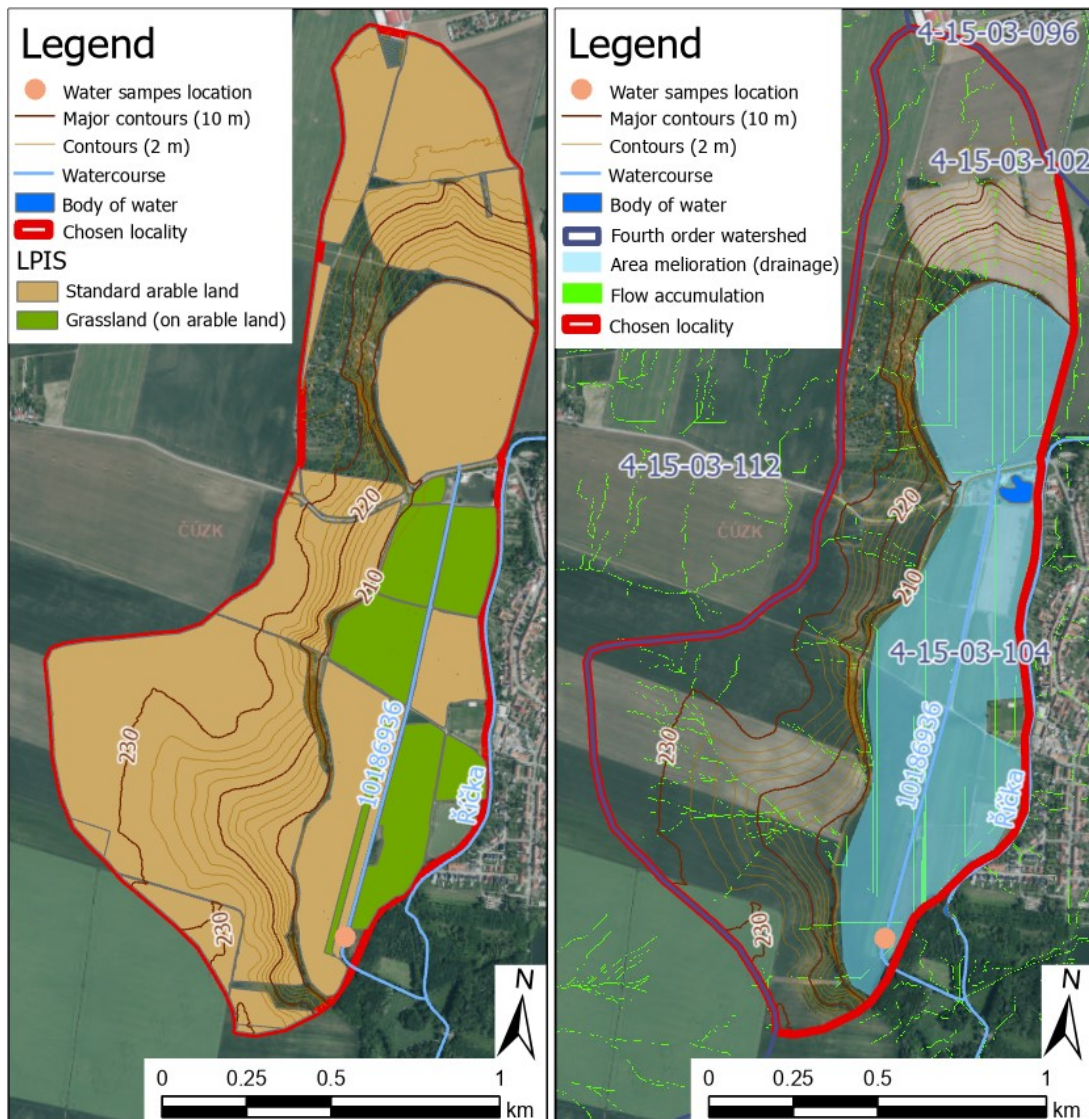 Legend
Water sampes location
Major contours (10 m)
Contours (2 m)
Watercourse
Body of water
Chosen locality
LPIS
Standard arable land
Grassland (on arable land)
ČÚZK
220
210
230
230
10186936
Říčka
N
0 0.25 0.5 1
km
Legend
Water sampes location
Major contours (10 m)
Contours (2 m)
Watercourse
Body of water
Fourth order watershed
Area melioration (drainage)
Flow accumulation
Chosen locality
4-15-03-096
4-15-03-102
4-15-03-112
ČÚZK
220
210
4-15-03-104
230
230
10186936
Říčka
N
0 0.25 0.5 1
km